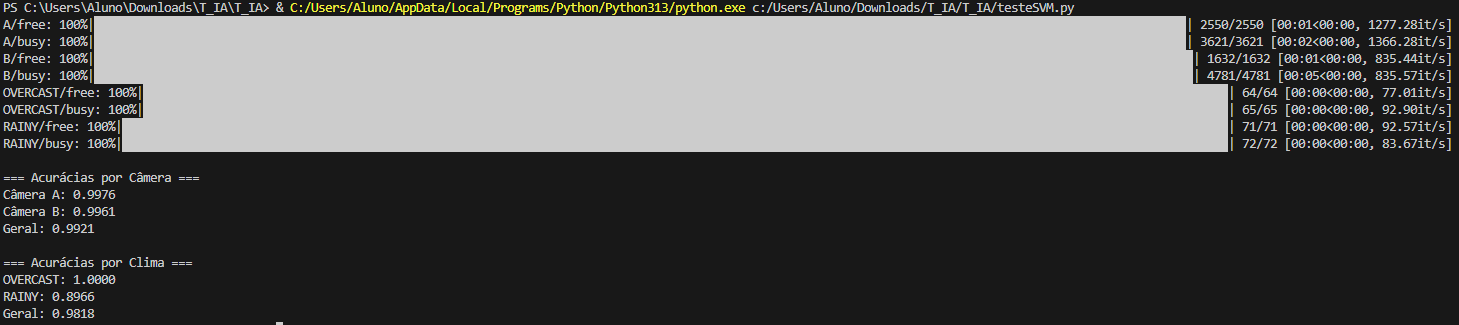 PS C:\Users\Aluno\Downloads\T_IA\T_IA> & C:/Users/Aluno/AppData/Local/Programs/Python/Python313/python.exe c:/Users/Aluno/Downloads/T_IA/T_IA/testeSVM.py
A/free: 100%| | 2550/2550 [00:01<00:00, 1277.28it/s]
A/busy: 100%| | 3621/3621 [00:02<00:00, 1366.28it/s]
B/free: 100%| | 1632/1632 [00:01<00:00, 835.44it/s]
B/busy: 100%| | 4781/4781 [00:05<00:00, 835.57it/s]
OVERCAST/free: 100%| | 64/64 [00:00<00:00, 77.01it/s]
OVERCAST/busy: 100%| | 65/65 [00:00<00:00, 92.90it/s]
RAINY/free: 100%| | 71/71 [00:00<00:00, 92.57it/s]
RAINY/busy: 100%| | 72/72 [00:00<00:00, 83.67it/s]
=== Acurácias por Câmera ===
Câmera A: 0.9976
Câmera B: 0.9961
Geral: 0.9921
=== Acurácias por Clima ===
OVERCAST: 1.0000
RAINY: 0.8966
Geral: 0.9818